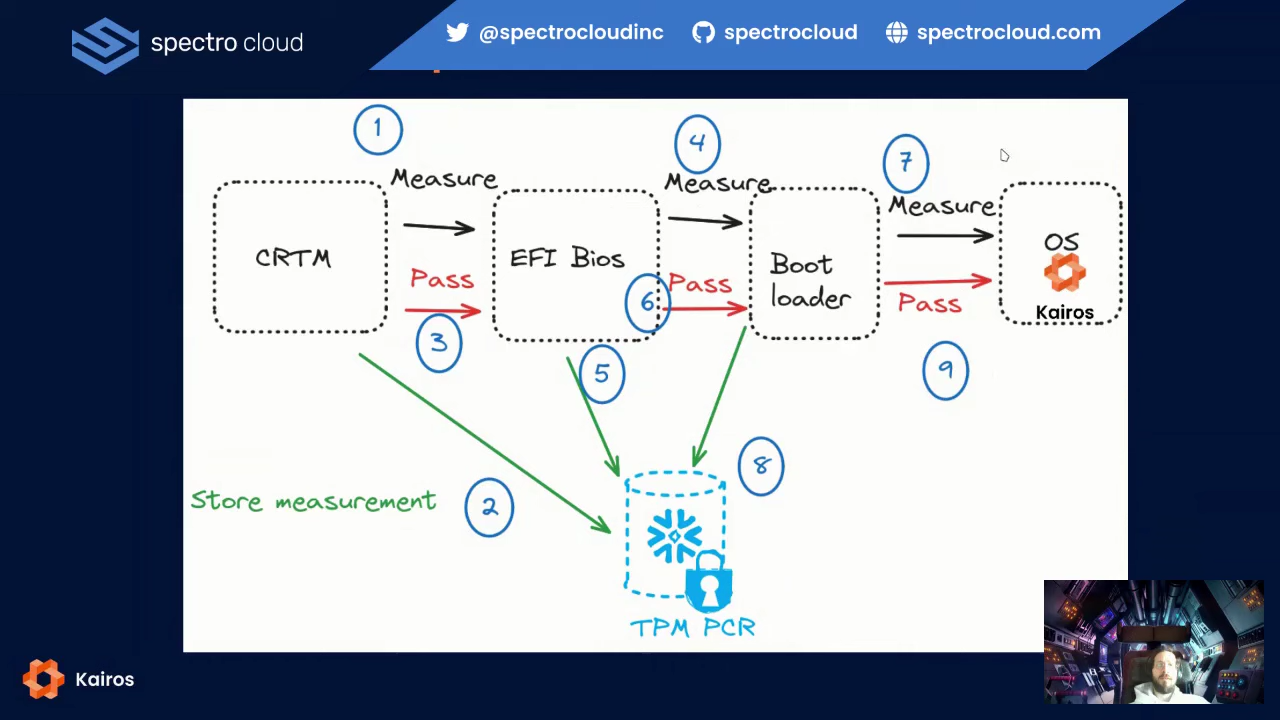 spectro cloud
@spectrocloudinc
spectrocloud
spectrocloud.com
1
4
7
Measure
Measure
Measure
CRTM
EFI Bios
Boot
loader
OS
Kairos
Pass
Pass
Pass
6
3
5
9
8
Store measurement
2
TPM PCR
Kairos